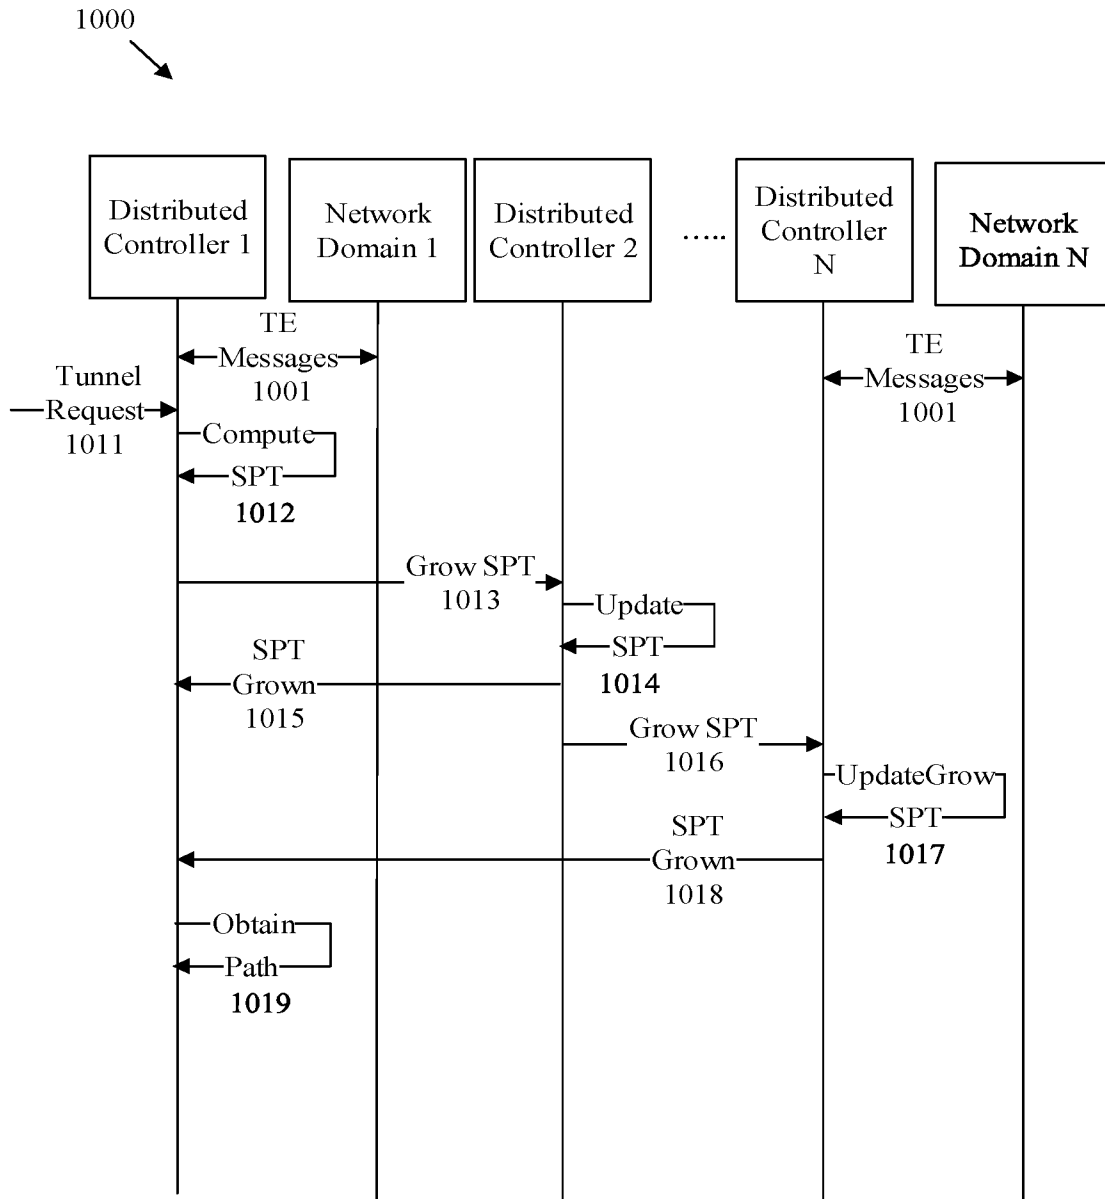 1000
Distributed
Controller 1
Network
Domain 1
Distributed
Controller 2
.....
Distributed
Controller
N
Network
Domain N
TE
Messages
1001
TE
Messages
1001
Tunnel
Request
1011
Compute
SPT
1012
Grow SPT
1013
Update
SPT
1014
SPT
Grown
1015
Grow SPT
1016
UpdateGrow
SPT
1017
SPT
Grown
1018
Obtain
Path
1019